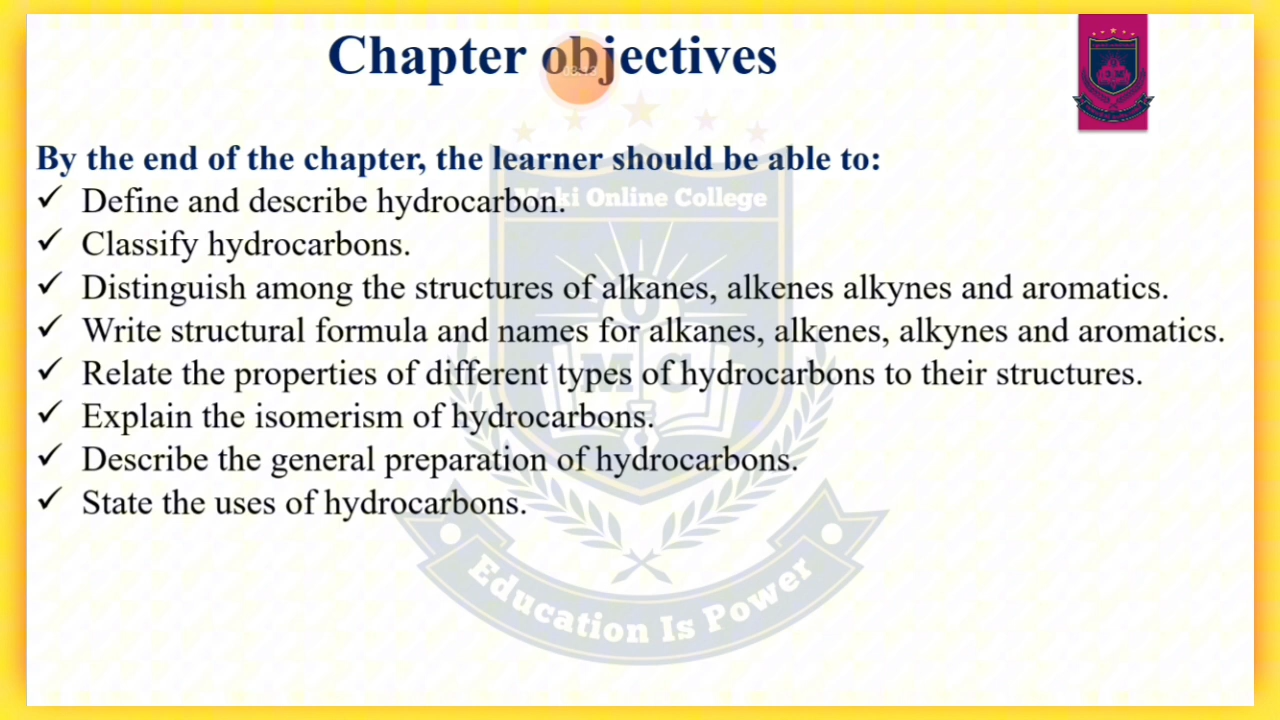 Chapter objectives
By the end of the chapter, the learner should be able to:
✓ Define and describe hydrocarbon.
✓ Classify hydrocarbons.
✓ Distinguish among the structures of alkanes, alkenes alkynes and aromatics.
✓ Write structural formula and names for alkanes, alkenes, alkynes and aromatics.
✓ Relate the properties of different types of hydrocarbons to their structures.
✓ Explain the isomerism of hydrocarbons.
✓ Describe the general preparation of hydrocarbons.
✓ State the uses of hydrocarbons.
Online College
O
M C
Education Is Power